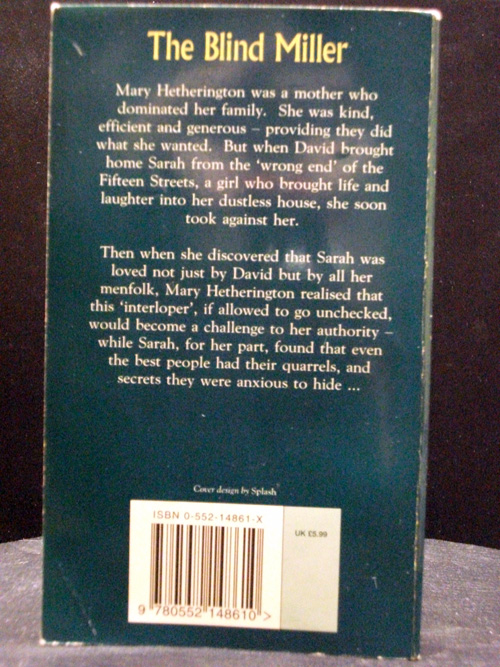 The Blind Miller
Mary Hetherington was a mother who
dominated her family. She was kind,
efficient and generous – providing they did
what she wanted. But when David brought
home Sarah from the 'wrong end' of the
Fifteen Streets, a girl who brought life and
laughter into her dustless house, she soon
took against her.
Then when she discovered that Sarah was
loved not just by David but by all her
menfolk, Mary Hetherington realised that
this 'interloper', if allowed to go unchecked,
would become a challenge to her authority –
while Sarah, for her part, found that even
the best people had their quarrels, and
secrets they were anxious to hide ...
Cover design by Splash
ISBN 0-552-14861-X
UK £5.99
9 780552 148610 >